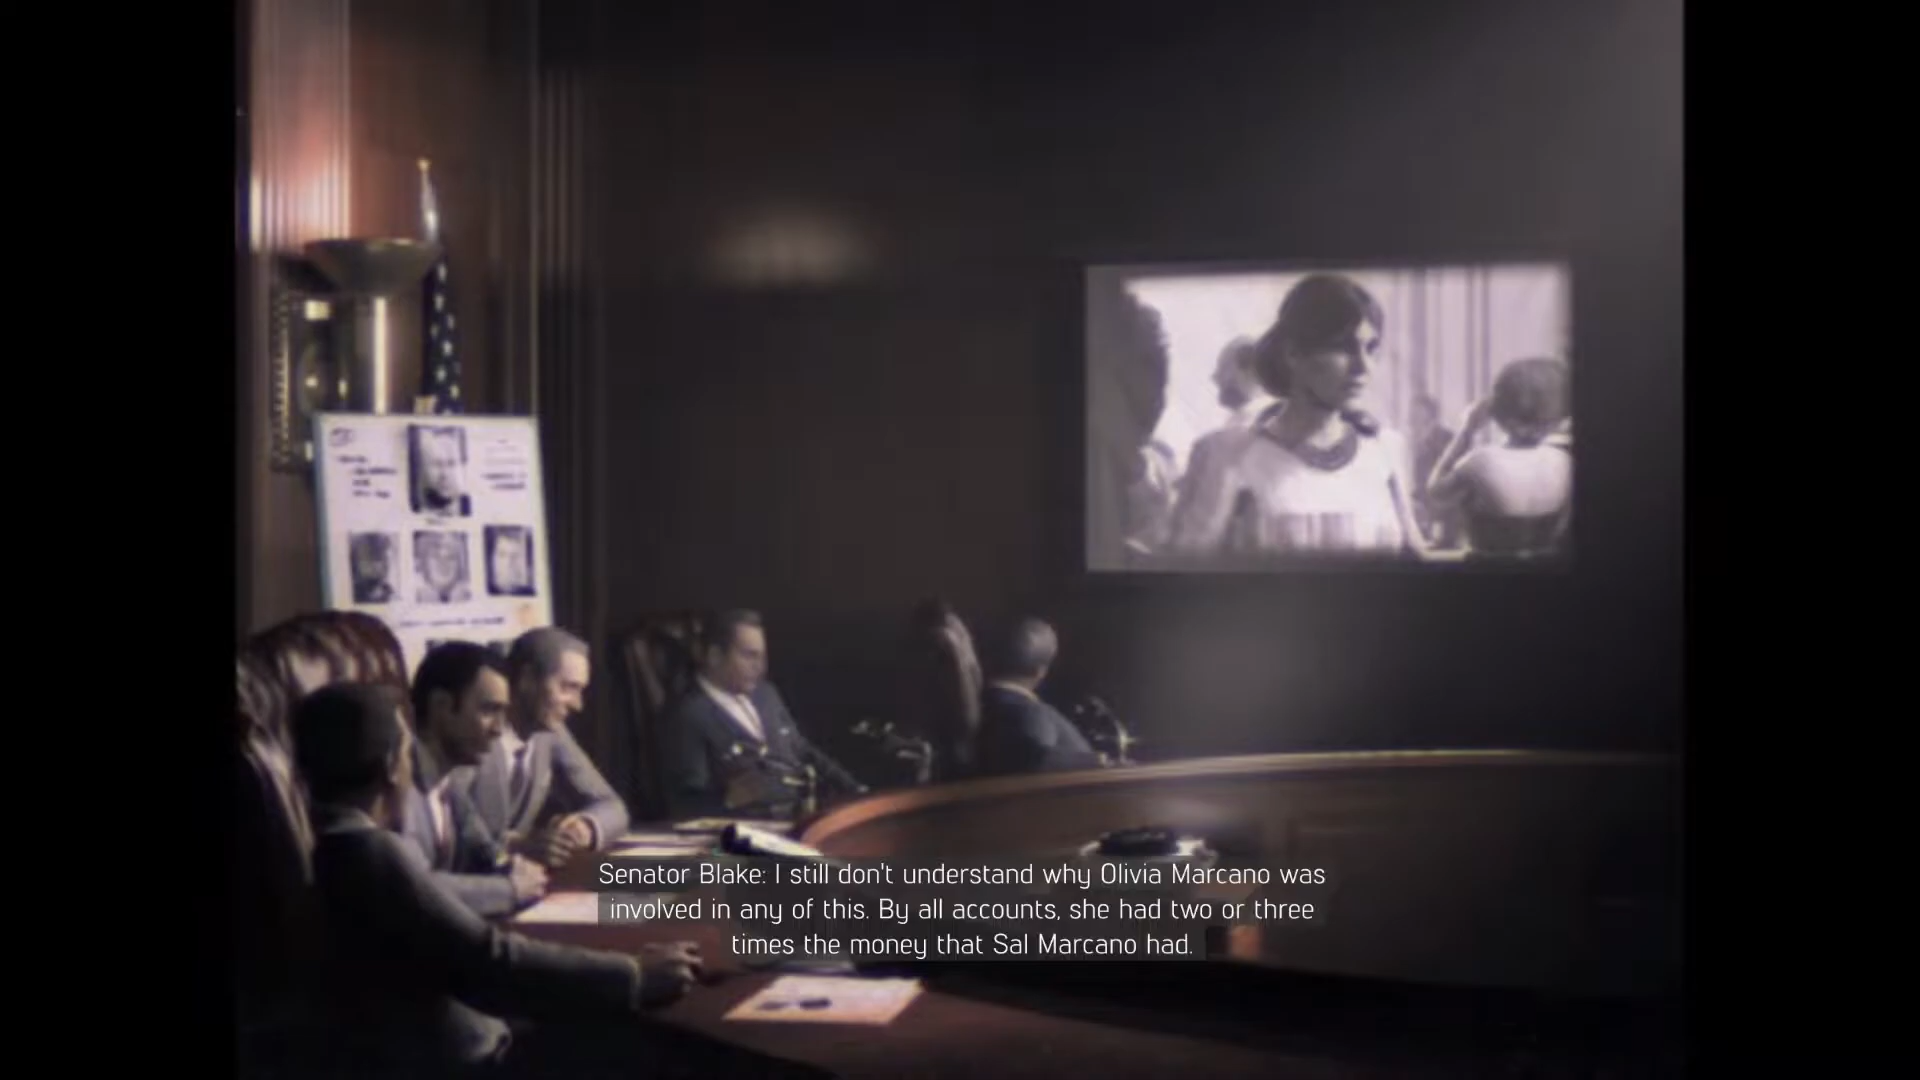 Senator Blake: I still don't understand why Olivia Marcano was
involved in any of this. By all accounts, she had two or three
times the money that Sal Marcano had.